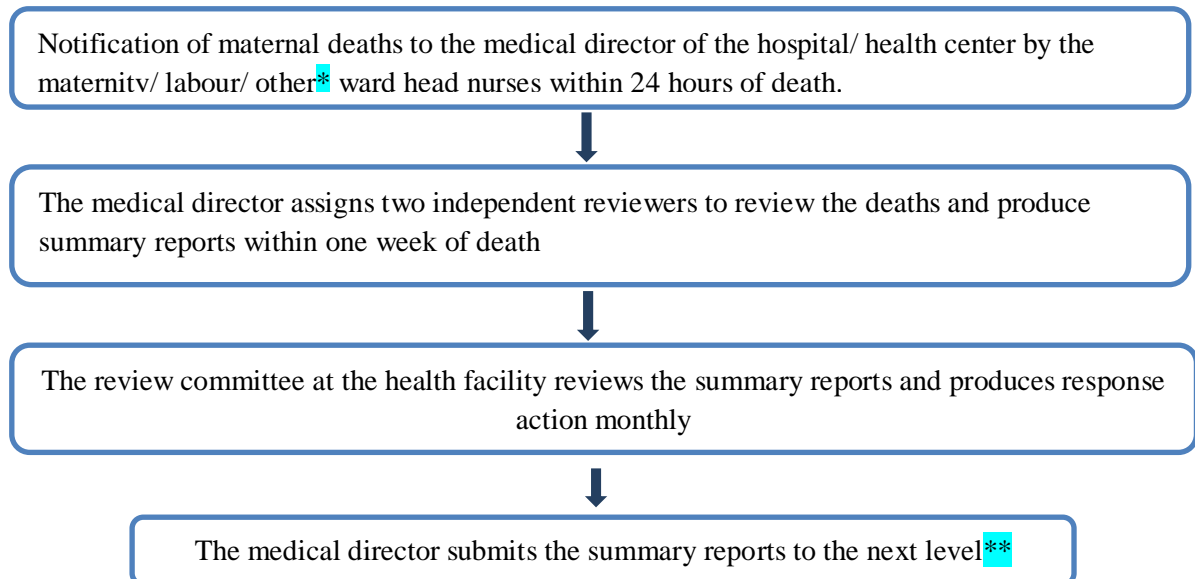 Notification of maternal deaths to the medical director of the hospital/ health center by the
maternitv/ labour/ other* ward head nurses within 24 hours of death.
The medical director assigns two independent reviewers to review the deaths and produce
summary reports within one week of death
The review committee at the health facility reviews the summary reports and produces response
action monthly
The medical director submits the summary reports to the next level**